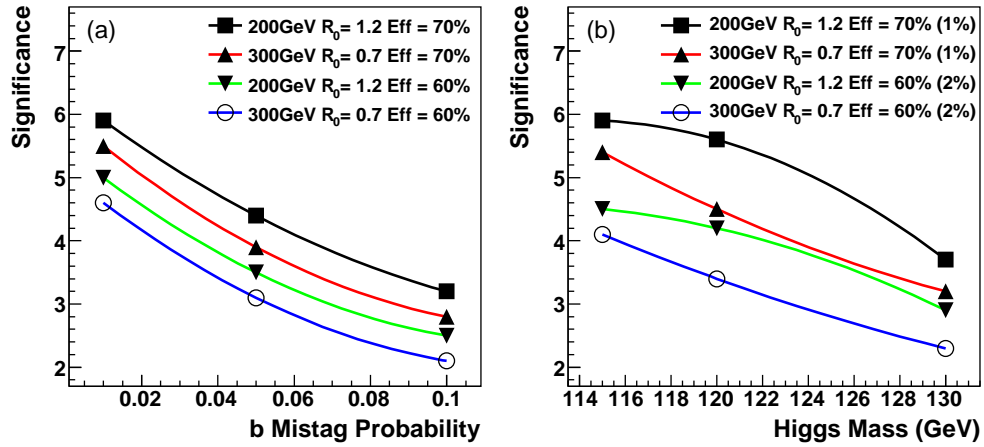 (a)
200GeV R0= 1.2 Eff = 70%
300GeV R0= 0.7 Eff = 70%
200GeV R0= 1.2 Eff = 60%
300GeV R0= 0.7 Eff = 60%
Significance
7
6
5
4
3
2
0.02 0.04 0.06 0.08 0.1
b Mistag Probability
(b)
200GeV R0= 1.2 Eff = 70% (1%)
300GeV R0= 0.7 Eff = 70% (1%)
200GeV R0= 1.2 Eff = 60% (2%)
300GeV R0= 0.7 Eff = 60% (2%)
Significance
7
6
5
4
3
2
114 116 118 120 122 124 126 128 130
Higgs Mass (GeV)